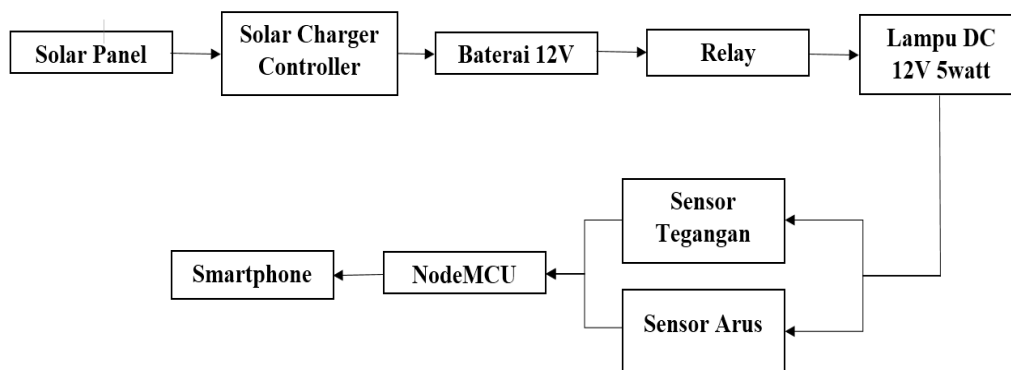 Solar Panel
Solar Charger
Controller
Baterai 12V
Relay
Lampu DC
12V 5watt
Sensor
Tegangan
Sensor Arus
NodeMCU
Smartphone